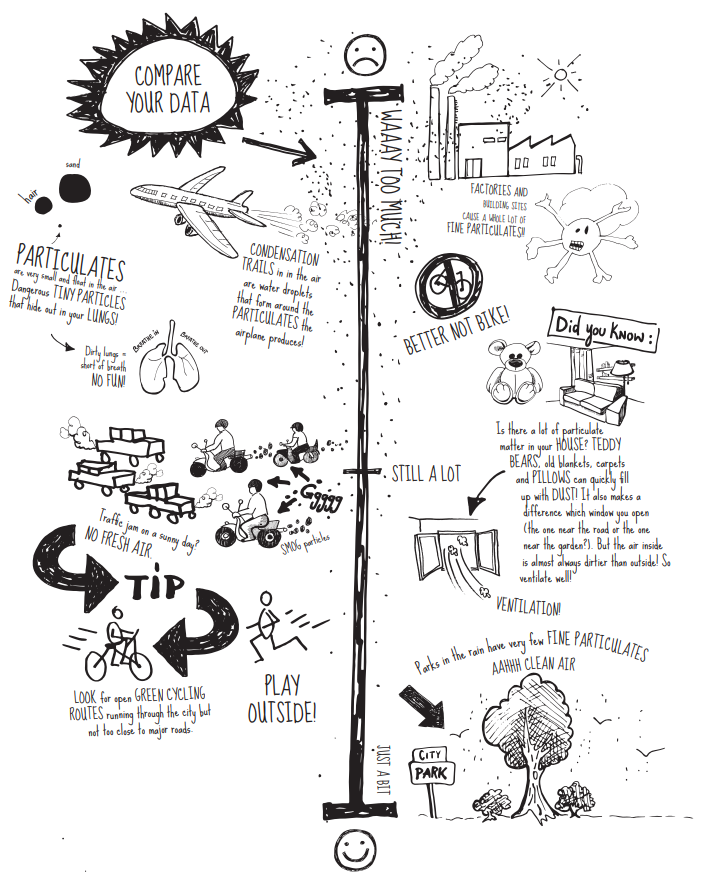 COMPARE
YOUR DATA
WAAAY TOO MUCH!
sand
hair
PARTICULATES
are very small and float in the air ...
Dangerous TINY PARTICLES
that hide out in your LUNGS!
CONDENSATION
TRAILS in in the air
are water droplets
that form around the
PARTICULATES the
airplane produces!
FACTORIES AND
BUILDING SITES
CAUSE A WHOLE LOT OF
FINE PARTICULATES!!
BETTER NOT BIKE!
Dirty lungs =
short of breath
NO FUN!
BREATHE IN
BREATHE OUT
Did you Know:
Is there a lot of particulate
matter in your HOUSE? TEDDY
BEARS, old blankets, carpets
and PILLOWS can quickly fill
up with DUST! It also makes a
difference which window you open
(the one near the road or the one
near the garden?). But the air inside
is almost always dirtier than outside! So
ventilate well!
STILL A LOT
VENTILATION!
Ggggg
SMOG particles
Traffic jam on a sunny day?
NO FRESH AIR.
TiP
LOOK for open GREEN CYCLING
ROUTES running through the city but
not too close to major roads.
PLAY
OUTSIDE!
Parks in the rain have very few FINE PARTICULATES
AAHHH CLEAN AIR
CITY
PARK
JUST A BIT